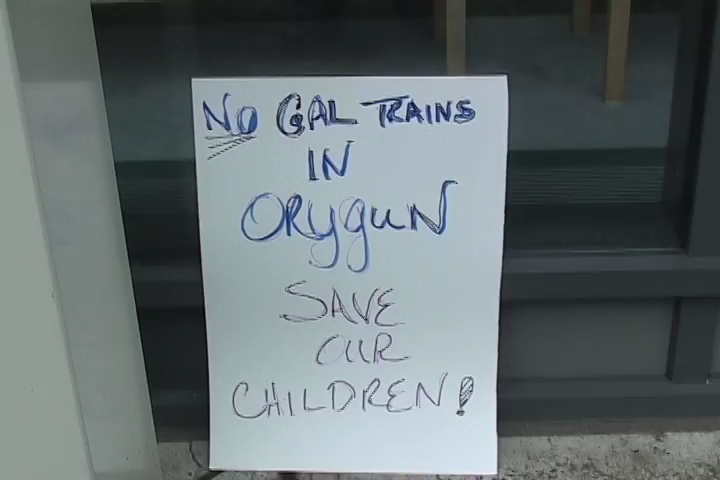 NO GAL TRAINS
IN
ORYGUN
SAVE
OUR
CHILDREN!